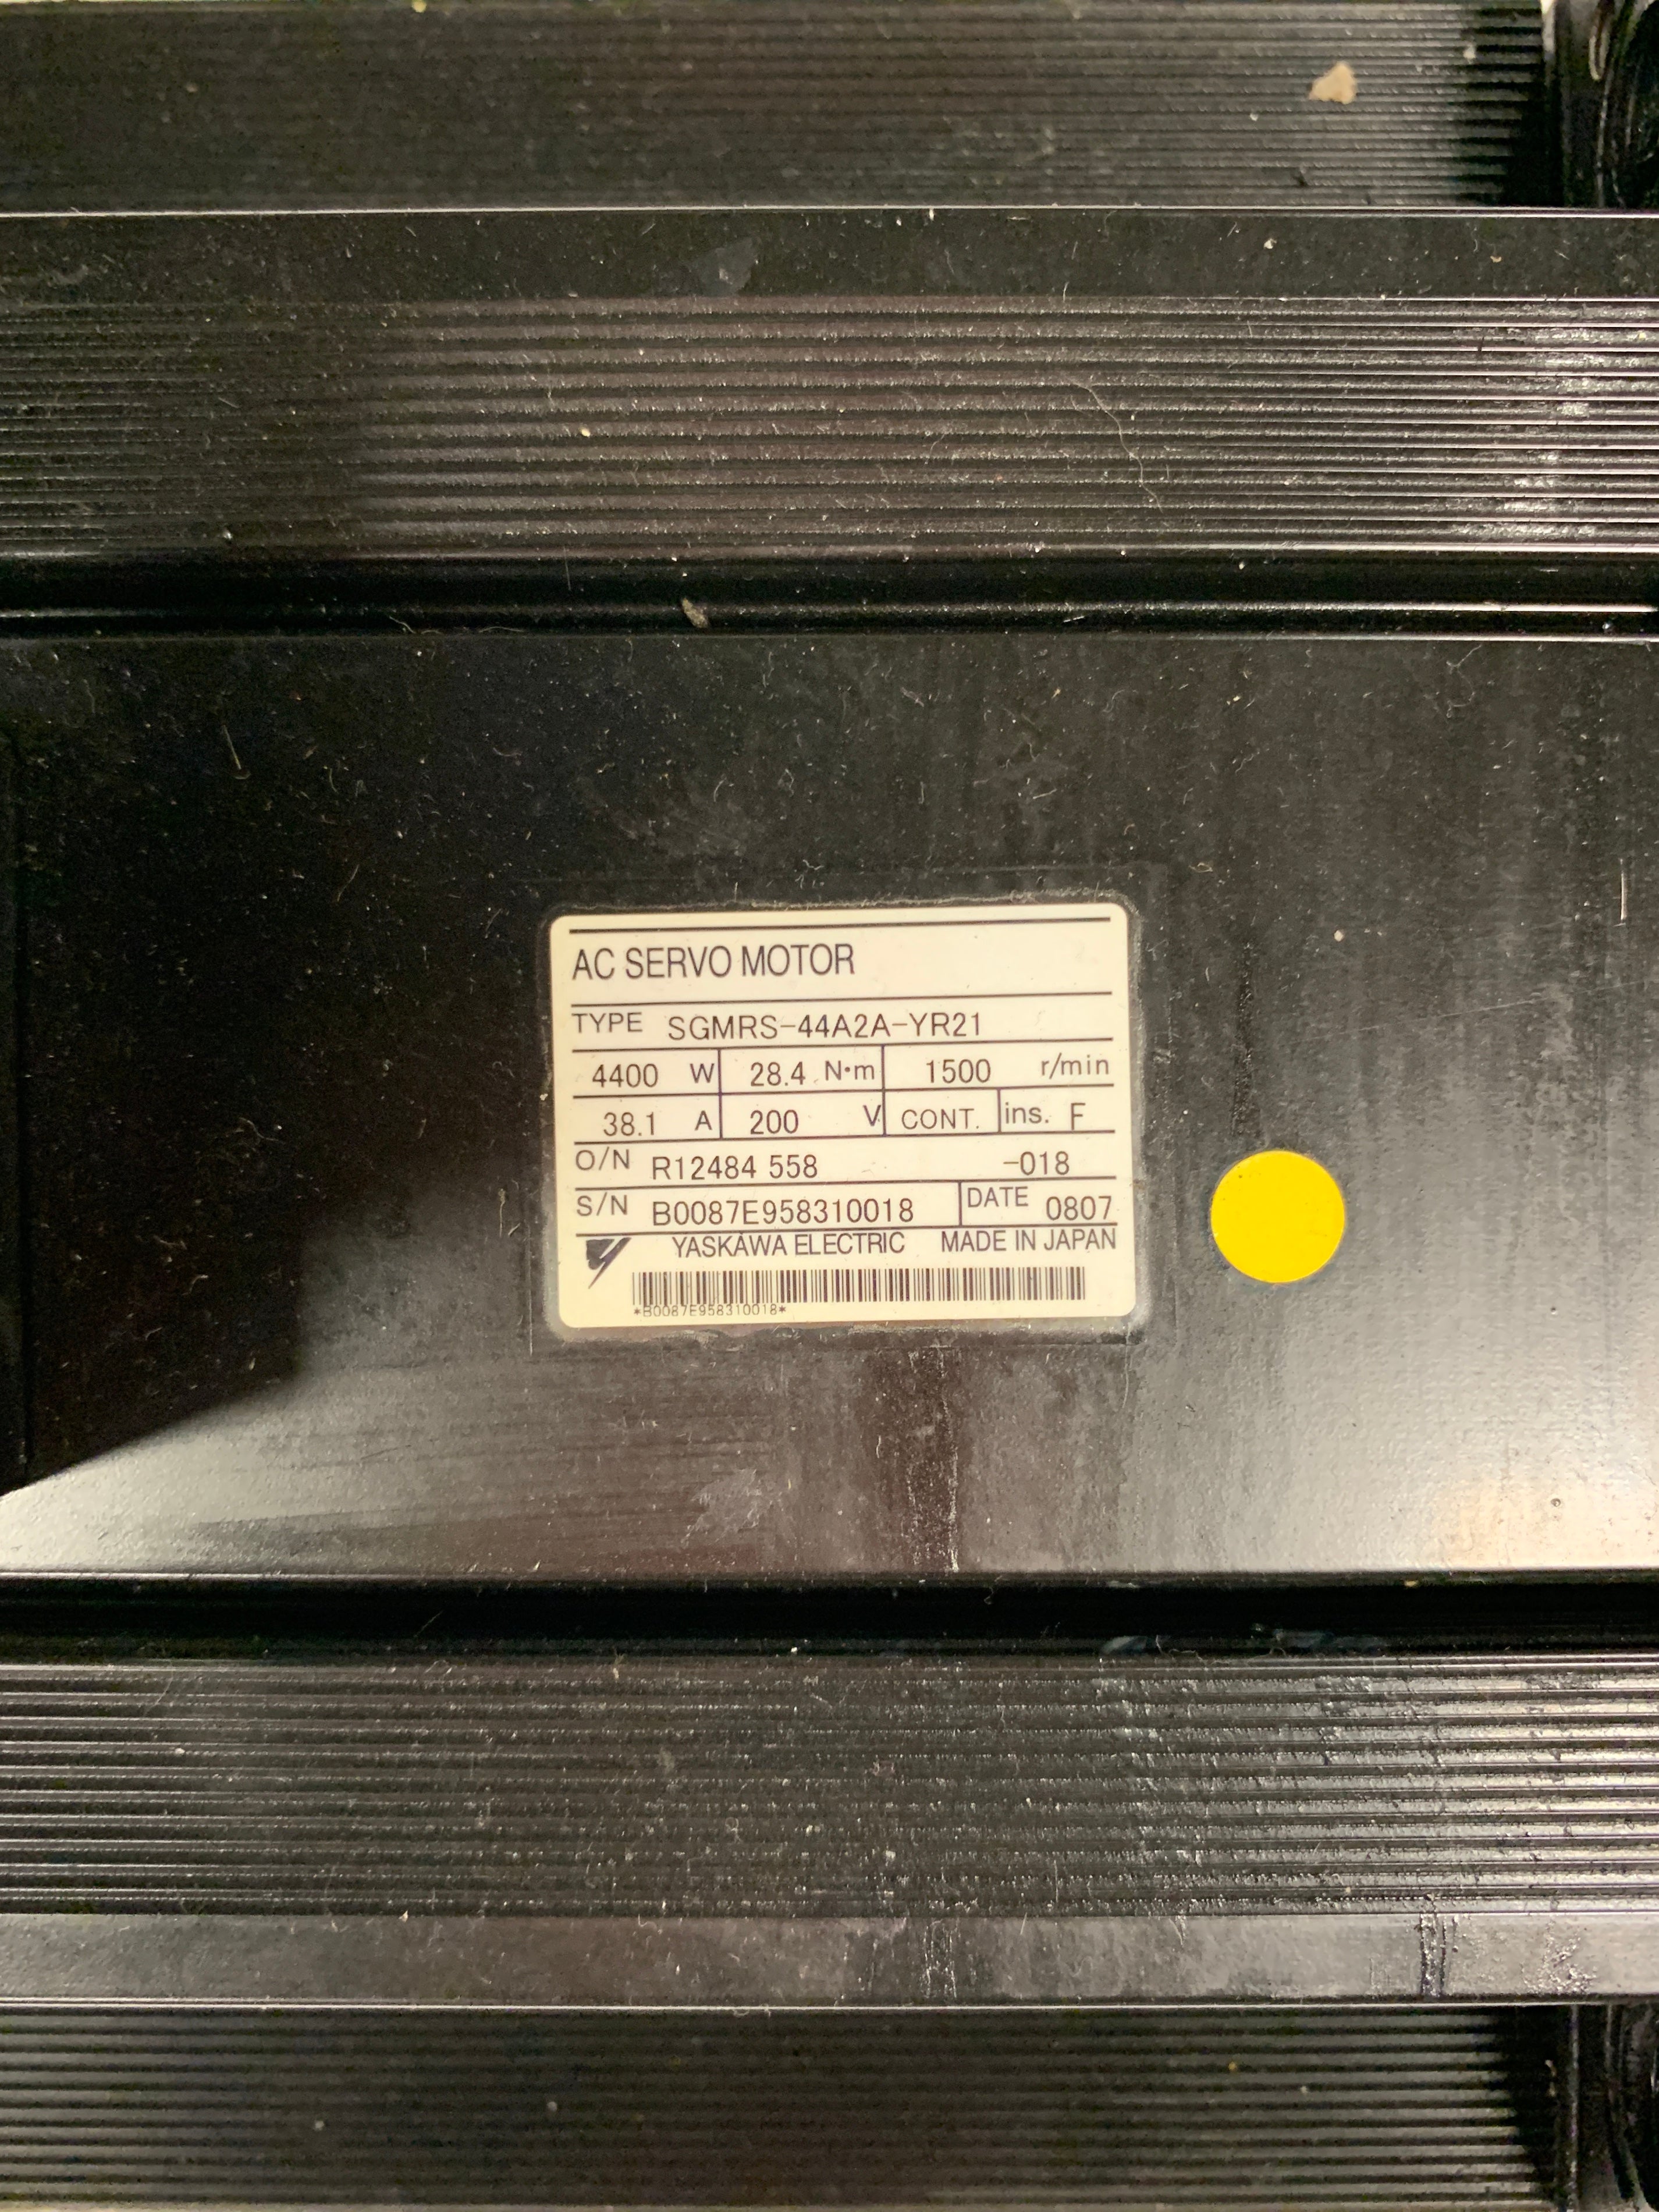 AC SERVO MOTOR
TYPE SGMRS-44A2A-YR21
4400 W 28.4 N·m 1500 r/min
38.1 A 200 V CONT. ins. F
O/N R12484 558 -018
S/N B0087E958310018 DATE 0807
YASKAWA ELECTRIC MADE IN JAPAN
*B0087E958310018*